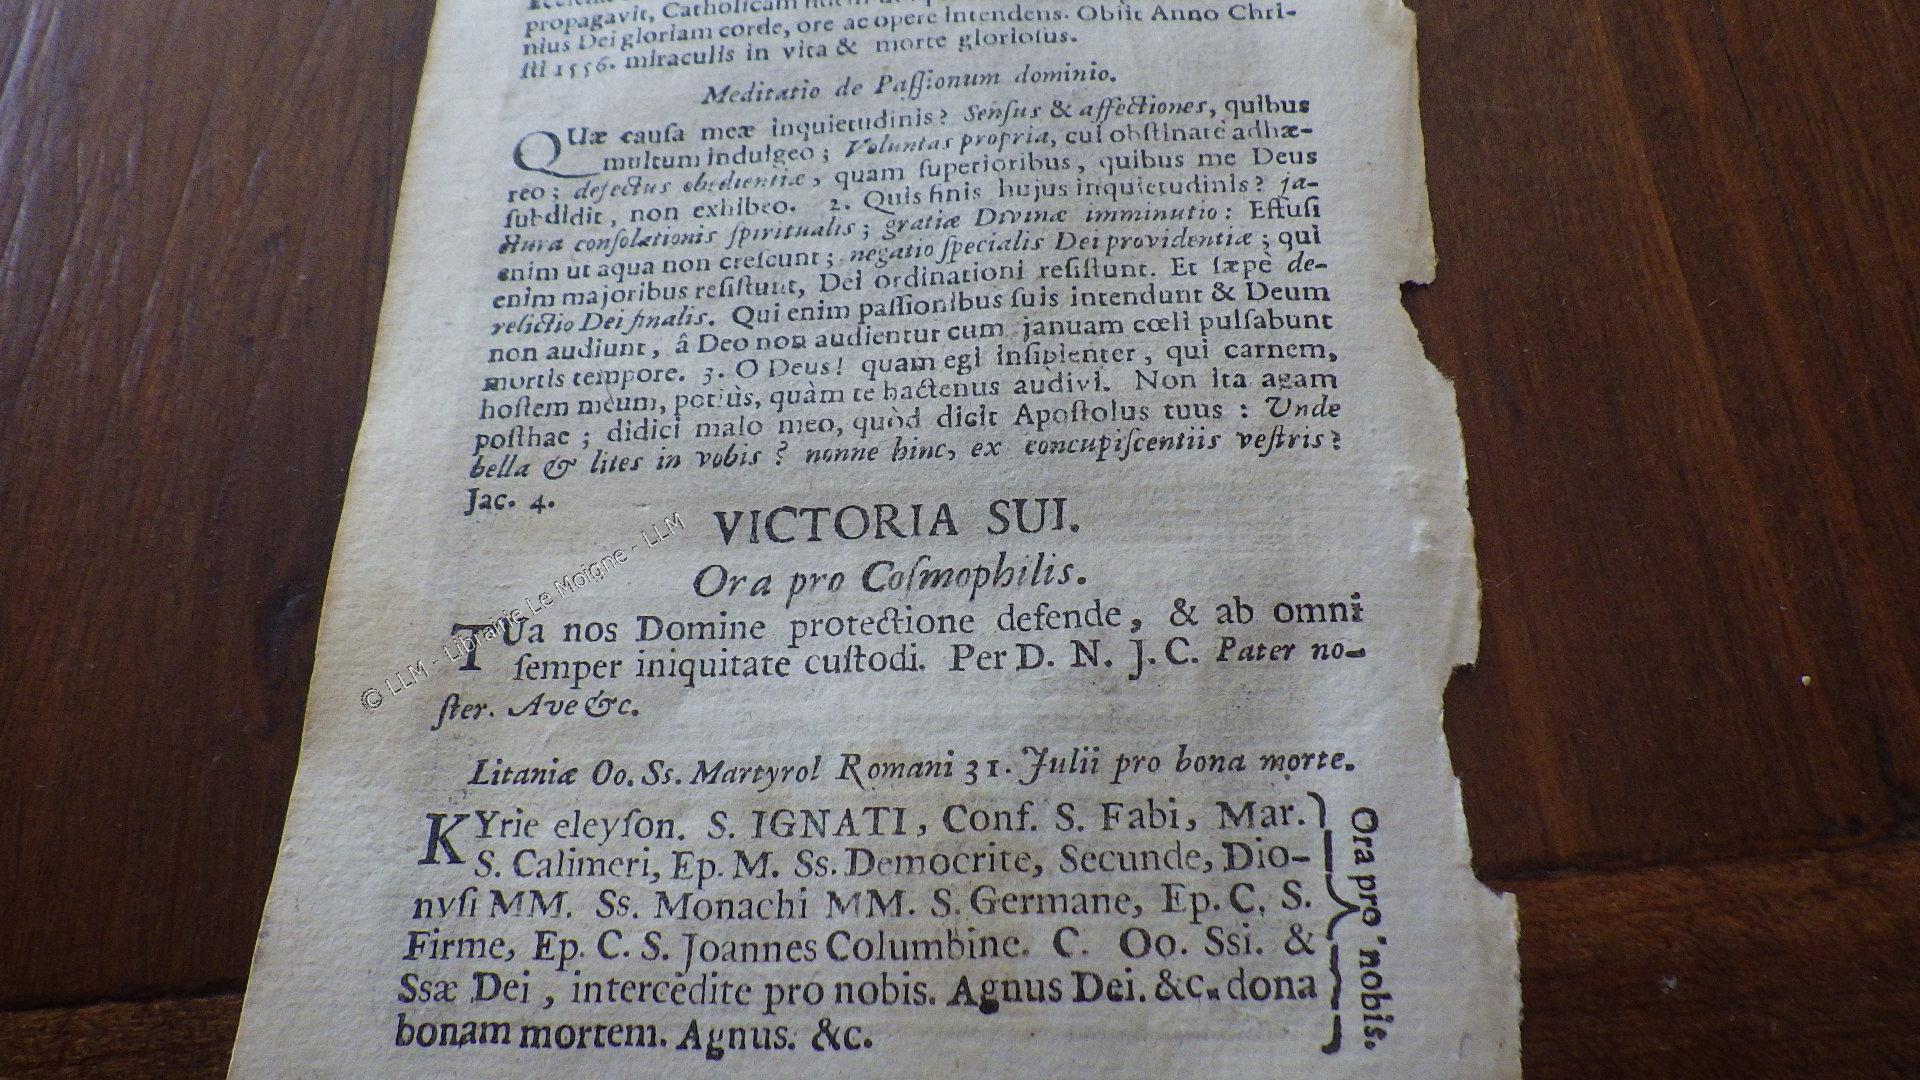 propagavit, Catholicam
nius Dei gloriam corde, ore ac opere intendens. Obiit Anno Chri-
ſti 1556. miraculis in vita & morte glorioſus.
Meditatio de Paſſionum dominio.
QUæ cauſa meæ inquietudinis? Senſus & affectiones, quibus
multum indulgeo; Voluntas propria, cui obſtinatè adhæ-
reo; defectus obedientiæ, quam ſuperioribus, quibus me Deus
ſubdidit, non exhibeo. 2. Quis finis hujus inquietudinis? ja-
ctura conſolationis ſpiritualis; gratiæ Divinæ imminutio: Effuſi
enim ut aqua non creſcunt; negatio ſpecialis Dei providentiæ; qui
enim majoribus reſiſtunt, Dei ordinationi reſiſtunt. Et ſæpè de-
relictio Dei finalis. Qui enim paſſionibus ſuis intendunt & Deum
non audiunt, â Deo non audientur cum januam cœli pulſabunt
mortis tempore. 3. O Deus! quam egi inſipienter, qui carnem,
hoſtem meum, potiùs, quàm te hactenus audivi. Non ita agam
poſthac; didici malo meo, quòd dicit Apoſtolus tuus: Unde
bella & lites in vobis? nonne hinc, ex concupiſcentiis veſtris?
Jac. 4.
VICTORIA SUI.
Ora pro Coſmophilis.
TUa nos Domine protectione defende, & ab omni
ſemper iniquitate cuſtodi. Per D. N. J. C. Pater no-
ſter. Ave &c.
Litaniæ Oo. Ss. Martyrol Romani 31. Julii pro bona morte.
KYrie eleyſon. S. IGNATI, Conf. S. Fabi, Mar.
S. Calimeri, Ep. M. Ss. Democrite, Secunde, Dio-
nyſi MM. Ss. Monachi MM. S. Germane, Ep. C. S.
Firme, Ep. C. S. Joannes Columbine. C. Oo. Ssi. &
Ssæ Dei, intercedite pro nobis. Agnus Dei. &c. dona
bonam mortem. Agnus. &c.
Ora pro nobis.
© LLM - Librairie Le Moigne - LLM